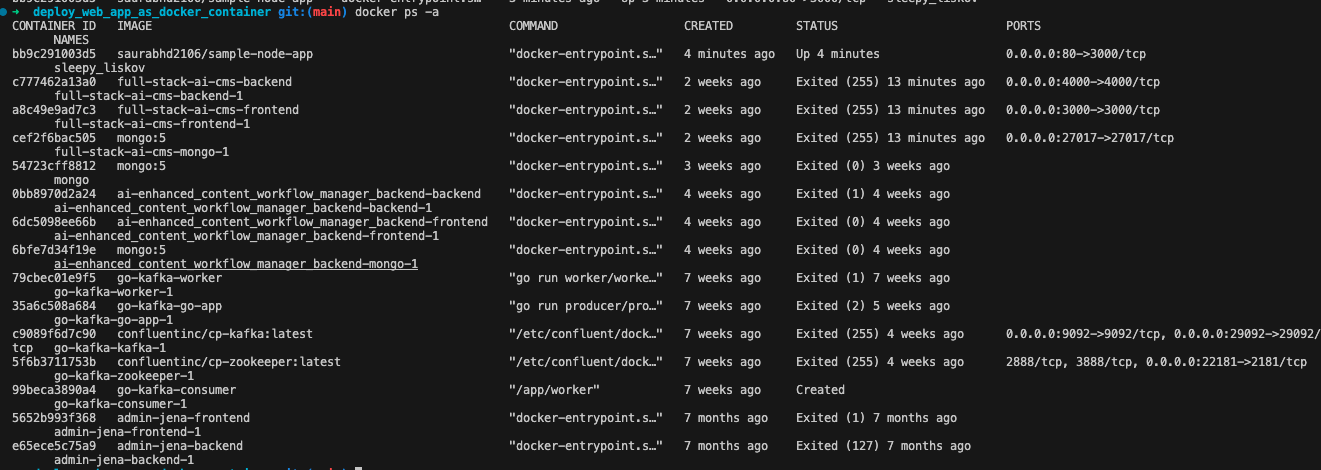 ➜  deploy_web_app_as_docker_container git:(main) docker ps -a
CONTAINER ID   IMAGE                                                   COMMAND                  CREATED         STATUS                        PORTS
      NAMES
bb9c291003d5   saurabhd2106/sample-node-app                            "docker-entrypoint.s…"   4 minutes ago   Up 4 minutes                  0.0.0.0:80->3000/tcp
      sleepy_liskov
c777462a13a0   full-stack-ai-cms-backend                               "docker-entrypoint.s…"   2 weeks ago     Exited (255) 13 minutes ago   0.0.0.0:4000->4000/tcp
      full-stack-ai-cms-backend-1
a8c49e9ad7c3   full-stack-ai-cms-frontend                              "docker-entrypoint.s…"   2 weeks ago     Exited (255) 13 minutes ago   0.0.0.0:3000->3000/tcp
      full-stack-ai-cms-frontend-1
cef2f6bac505   mongo:5                                                 "docker-entrypoint.s…"   2 weeks ago     Exited (255) 13 minutes ago   0.0.0.0:27017->27017/tcp
      full-stack-ai-cms-mongo-1
54723cff8812   mongo:5                                                 "docker-entrypoint.s…"   3 weeks ago     Exited (0) 3 weeks ago
      mongo
0bb8970d2a24   ai-enhanced_content_workflow_manager_backend-backend    "docker-entrypoint.s…"   4 weeks ago     Exited (1) 4 weeks ago
      ai-enhanced_content_workflow_manager_backend-backend-1
6dc5098ee66b   ai-enhanced_content_workflow_manager_backend-frontend   "docker-entrypoint.s…"   4 weeks ago     Exited (0) 4 weeks ago
      ai-enhanced_content_workflow_manager_backend-frontend-1
6bfe7d34f19e   mongo:5                                                 "docker-entrypoint.s…"   4 weeks ago     Exited (0) 4 weeks ago
      ai-enhanced_content_workflow_manager_backend-mongo-1
79cbec01e9f5   go-kafka-worker                                         "go run worker/worke…"   7 weeks ago     Exited (1) 7 weeks ago
      go-kafka-worker-1
35a6c508a684   go-kafka-go-app                                         "go run producer/pro…"   7 weeks ago     Exited (2) 5 weeks ago
      go-kafka-go-app-1
c9089f6d7c90   confluentinc/cp-kafka:latest                            "/etc/confluent/dock…"   7 weeks ago     Exited (255) 4 weeks ago      0.0.0.0:9092->9092/tcp, 0.0.0.0:29092->29092/
tcp   go-kafka-kafka-1
5f6b3711753b   confluentinc/cp-zookeeper:latest                        "/etc/confluent/dock…"   7 weeks ago     Exited (255) 4 weeks ago      2888/tcp, 3888/tcp, 0.0.0.0:22181->2181/tcp
      go-kafka-zookeeper-1
99beca3890a4   go-kafka-consumer                                       "/app/worker"            7 weeks ago     Created
      go-kafka-consumer-1
5652b993f368   admin-jena-frontend                                     "docker-entrypoint.s…"   7 months ago    Exited (1) 7 months ago
      admin-jena-frontend-1
e65ece5c75a9   admin-jena-backend                                      "docker-entrypoint.s…"   7 months ago    Exited (127) 7 months ago
      admin-jena-backend-1